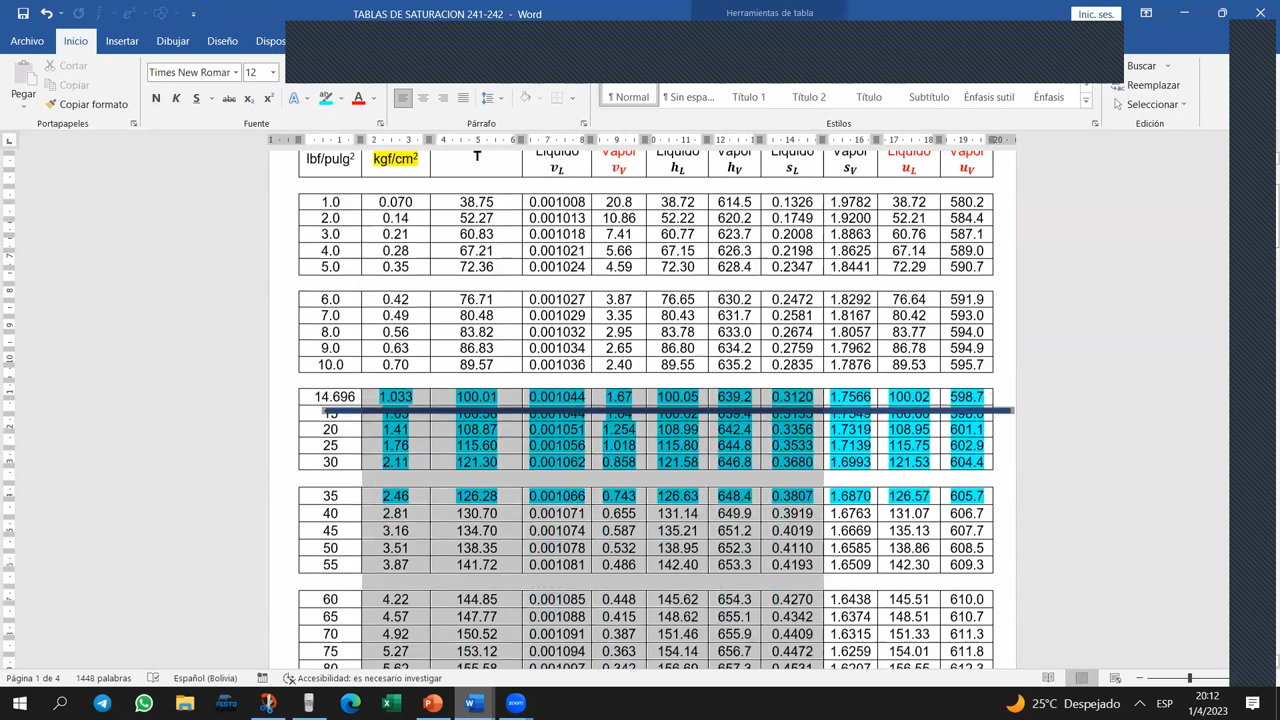 TABLAS DE SATURACION 241-242 - Word
Herramientas de tabla
Inic. ses.
Archivo Inicio Insertar Dibujar Diseño Dispos
Pegar
Cortar
Copiar
Copiar formato
Portapapeles
Times New Romar 12
N K S abc x₂ x² A A
Fuente
Párrafo
¶ Normal ¶ Sin espa... Título 1 Título 2 Título Subtítulo Énfasis sutil Énfasis
Estilos
Buscar
Reemplazar
Seleccionar
Edición
1 · 1 · 2 · 3 · 4 · 5 · 6 · 7 · 8 · 9 · 0 · 11 · 12 · 13 · 14 · 16 · 17 · 18 · 19 · 20
lbf/pulg² kgf/cm² T Líquido v_L Vapor v_V Líquido h_L Vapor h_V Líquido s_L Vapor s_V Líquido u_L Vapor u_V
1.0 0.070 38.75 0.001008 20.8 38.72 614.5 0.1326 1.9782 38.72 580.2
2.0 0.14 52.27 0.001013 10.86 52.22 620.2 0.1749 1.9200 52.21 584.4
3.0 0.21 60.83 0.001018 7.41 60.77 623.7 0.2008 1.8863 60.76 587.1
4.0 0.28 67.21 0.001021 5.66 67.15 626.3 0.2198 1.8625 67.14 589.0
5.0 0.35 72.36 0.001024 4.59 72.30 628.4 0.2347 1.8441 72.29 590.7
6.0 0.42 76.71 0.001027 3.87 76.65 630.2 0.2472 1.8292 76.64 591.9
7.0 0.49 80.48 0.001029 3.35 80.43 631.7 0.2581 1.8167 80.42 593.0
8.0 0.56 83.82 0.001032 2.95 83.78 633.0 0.2674 1.8057 83.77 594.0
9.0 0.63 86.83 0.001034 2.65 86.80 634.2 0.2759 1.7962 86.78 594.9
10.0 0.70 89.57 0.001036 2.40 89.55 635.2 0.2835 1.7876 89.53 595.7
14.696 1.033 100.01 0.001044 1.67 100.05 639.2 0.3120 1.7566 100.02 598.7
15
20 1.41 108.87 0.001051 1.254 108.99 642.4 0.3356 1.7319 108.95 601.1
25 1.76 115.60 0.001056 1.018 115.80 644.8 0.3533 1.7139 115.75 602.9
30 2.11 121.30 0.001062 0.858 121.58 646.8 0.3680 1.6993 121.53 604.4
35 2.46 126.28 0.001066 0.743 126.63 648.4 0.3807 1.6870 126.57 605.7
40 2.81 130.70 0.001071 0.655 131.14 649.9 0.3919 1.6763 131.07 606.7
45 3.16 134.70 0.001074 0.587 135.21 651.2 0.4019 1.6669 135.13 607.7
50 3.51 138.35 0.001078 0.532 138.95 652.3 0.4110 1.6585 138.86 608.5
55 3.87 141.72 0.001081 0.486 142.40 653.3 0.4193 1.6509 142.30 609.3
60 4.22 144.85 0.001085 0.448 145.62 654.3 0.4270 1.6438 145.51 610.0
65 4.57 147.77 0.001088 0.415 148.62 655.1 0.4342 1.6374 148.51 610.7
70 4.92 150.52 0.001091 0.387 151.46 655.9 0.4409 1.6315 151.33 611.3
75 5.27 153.12 0.001094 0.363 154.14 656.7 0.4472 1.6259 154.01 611.8
80 5.62 155.58 0.001097 0.342 156.69 657.3 0.4531 1.6207 156.55 612.3
Página 1 de 4 1448 palabras Español (Bolivia) Accesibilidad: es necesario investigar
FESTO
zoom
25°C Despejado
ESP
20:12
1/4/2023